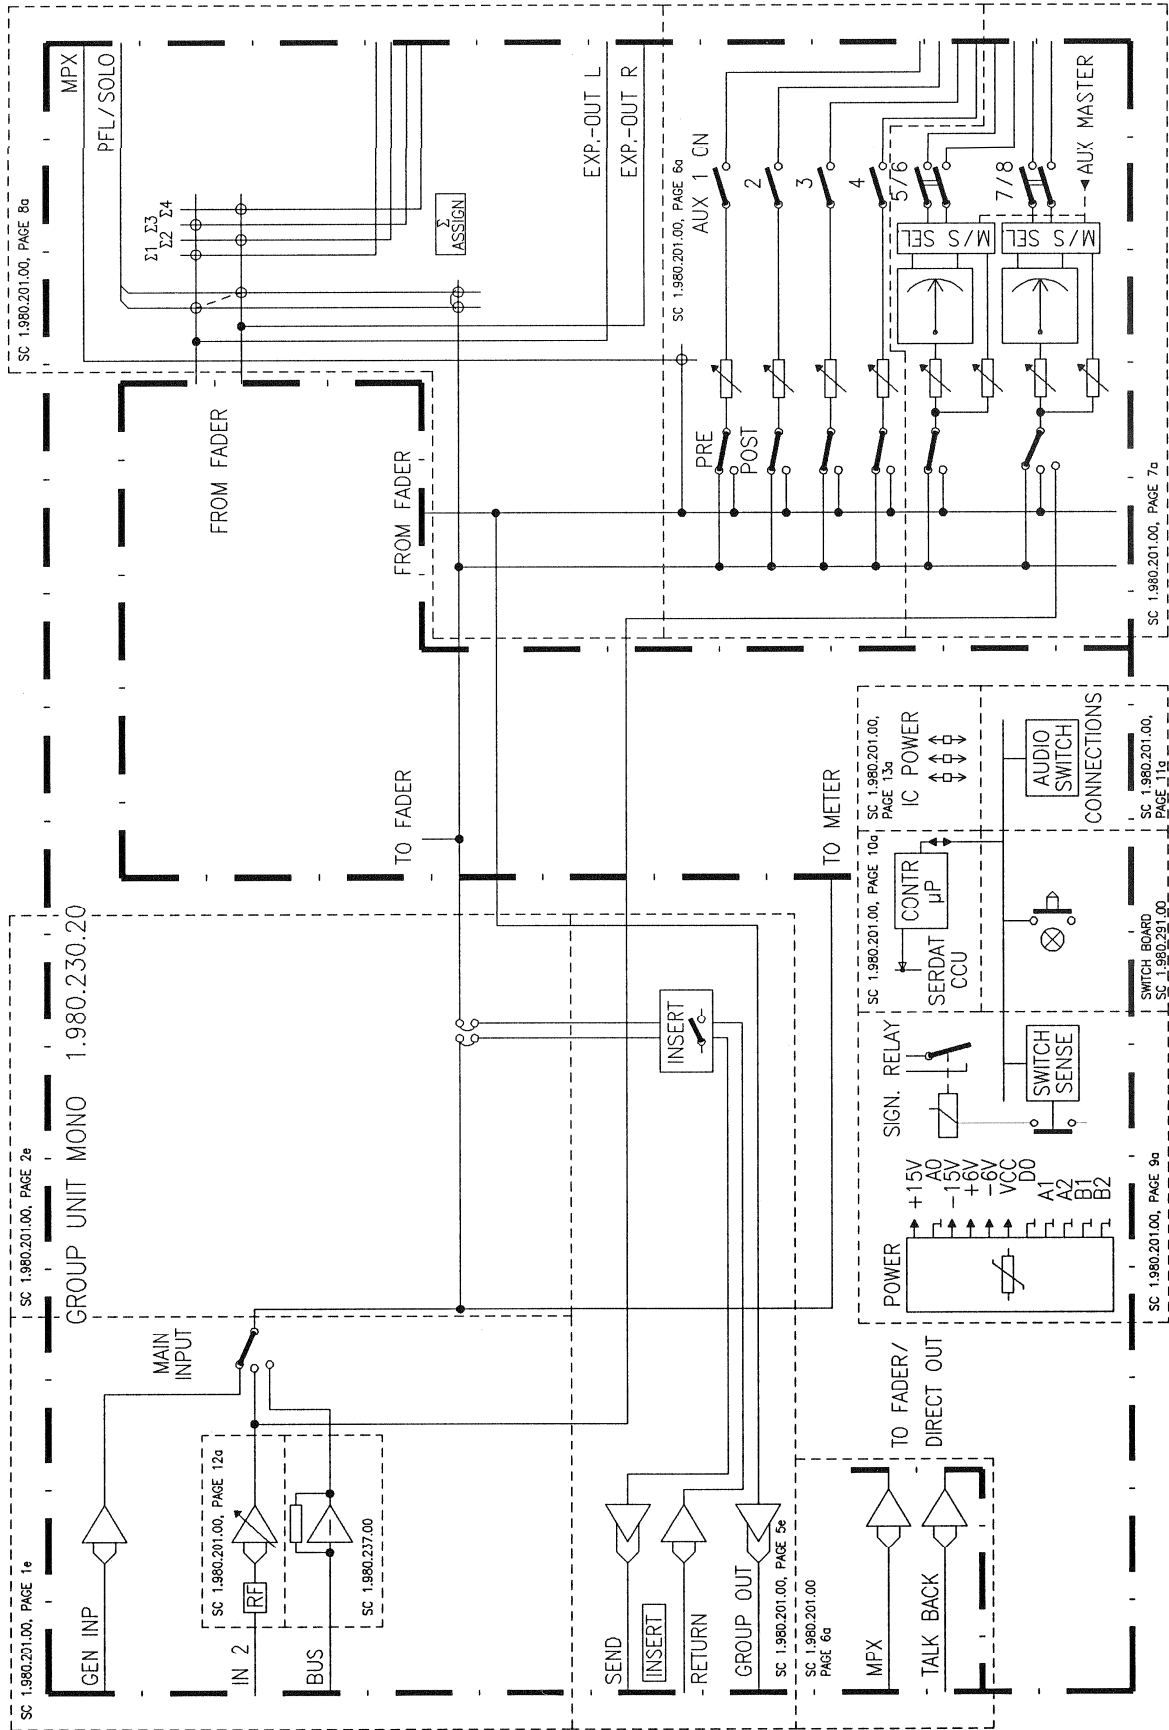 SC 1.980.201.00, PAGE 1e
SC 1.980.201.00, PAGE 2e
SC 1.980.201.00, PAGE 8a
GROUP UNIT MONO 1.980.230.20
GEN INP
MAIN
INPUT
SC 1.980.201.00, PAGE 12a
IN 2
RF
BUS
SC 1.980.237.00
MPX
PFL/SOLO
Σ1 Σ3
Σ2 Σ4
FROM FADER
FROM FADER
TO FADER
Σ
ASSIGN
EXP.-OUT L
EXP.-OUT R
SEND
INSERT
RETURN
GROUP OUT
SC 1.980.201.00, PAGE 5e
INSERT
TO METER
SC 1.980.201.00, PAGE 6a
PRE
POST
AUX 1 ON
2
3
4
5/6
M/S SEL
7/8
M/S SEL
AUX MASTER
SC 1.980.201.00, PAGE 7a
SC 1.980.201.00
PAGE 6a
MPX
TALK BACK
TO FADER/
DIRECT OUT
POWER
+15V
A0
-15V
+6V
-6V
VCC
D0
A1
A2
B1
B2
SIGN. RELAY
SWITCH
SENSE
SC 1.980.201.00, PAGE 9a
SC 1.980.201.00, PAGE 10a
CONTR
µP
SERDAT
CCU
SWITCH BOARD
SC 1.980.291.00
SC 1.980.201.00,
PAGE 13a
IC POWER
AUDIO
SWITCH
CONNECTIONS
SC 1.980.201.00,
PAGE 11a